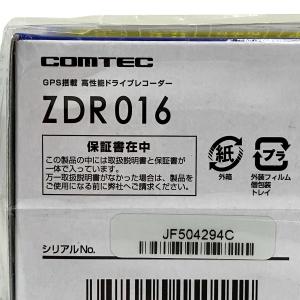 COMTEC
GPS搭載 高性能ドライブレコーダー
ZDR016
保証書在中
この製品の中には取扱説明書と保証書が
一体で入っています。
万一取扱説明書がなかった場合は、製品を
ご使用になる前に弊社へご請求ください。
紙
外箱
プラ
外装フィルム
個包装
トレイ
シリアルNo.
JF504294C